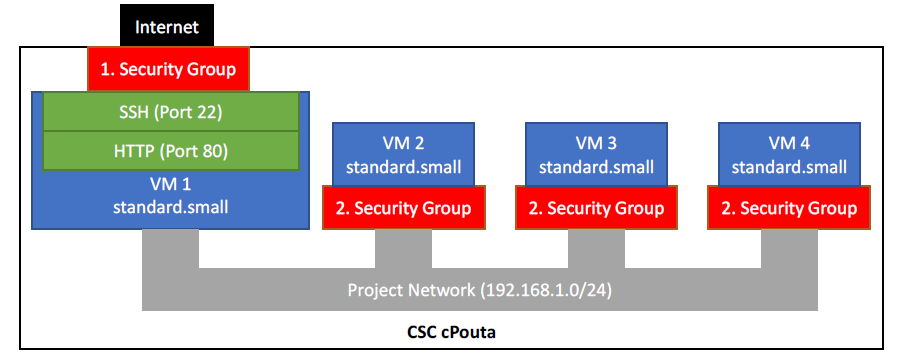 Internet
1. Security Group
SSH (Port 22)
HTTP (Port 80)
VM 1
standard.small
VM 2
standard.small
2. Security Group
VM 3
standard.small
2. Security Group
VM 4
standard.small
2. Security Group
Project Network (192.168.1.0/24)
CSC cPouta